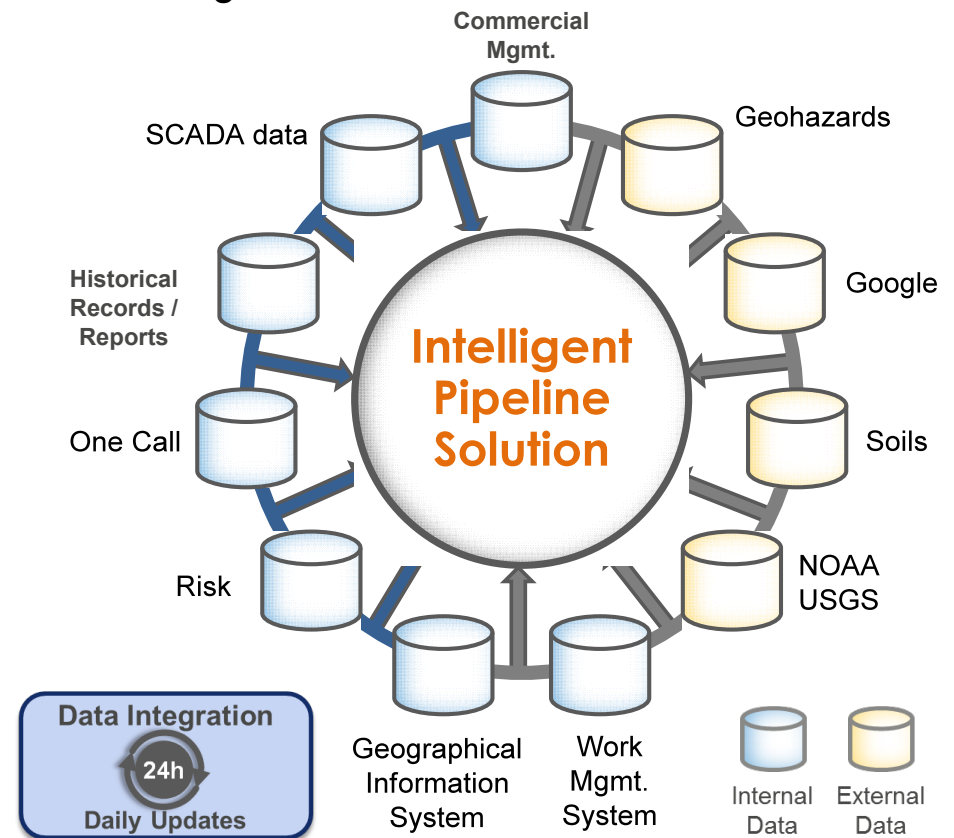 Commercial
Mgmt.
Geohazards
SCADA data
Google
Historical
Records /
Reports
Intelligent
Pipeline
Solution
One Call
Soils
Risk
NOAA
USGS
Data Integration
24h
Daily Updates
Geographical
Information
System
Work
Mgmt.
System
Internal
Data
External
Data